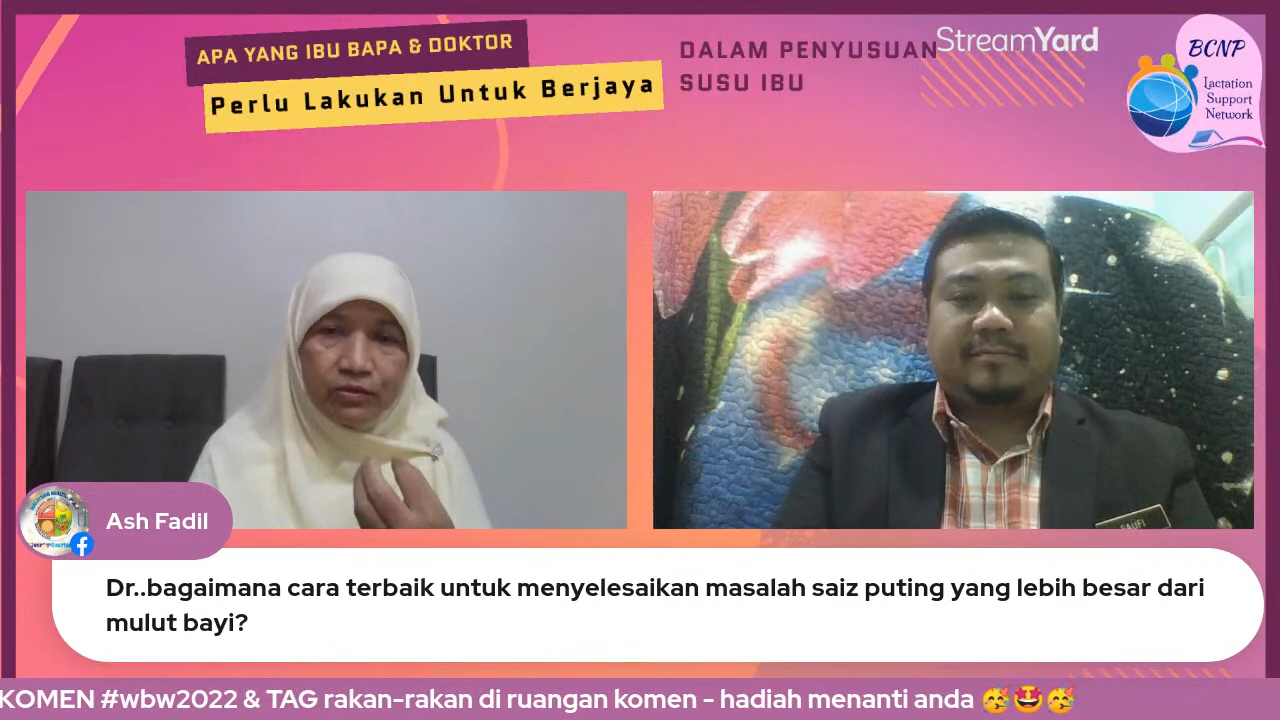 APA YANG IBU BAPA & DOKTOR
Perlu Lakukan Untuk Berjaya
DALAM PENYUSUAN
SUSU IBU
StreamYard
BCNP
Lactation
Support
Network
SAUFI
Ash Fadil
Dr..bagaimana cara terbaik untuk menyelesaikan masalah saiz puting yang lebih besar dari
mulut bayi?
KOMEN #wbw2022 & TAG rakan-rakan di ruangan komen - hadiah menanti anda 🥳🤩🥳